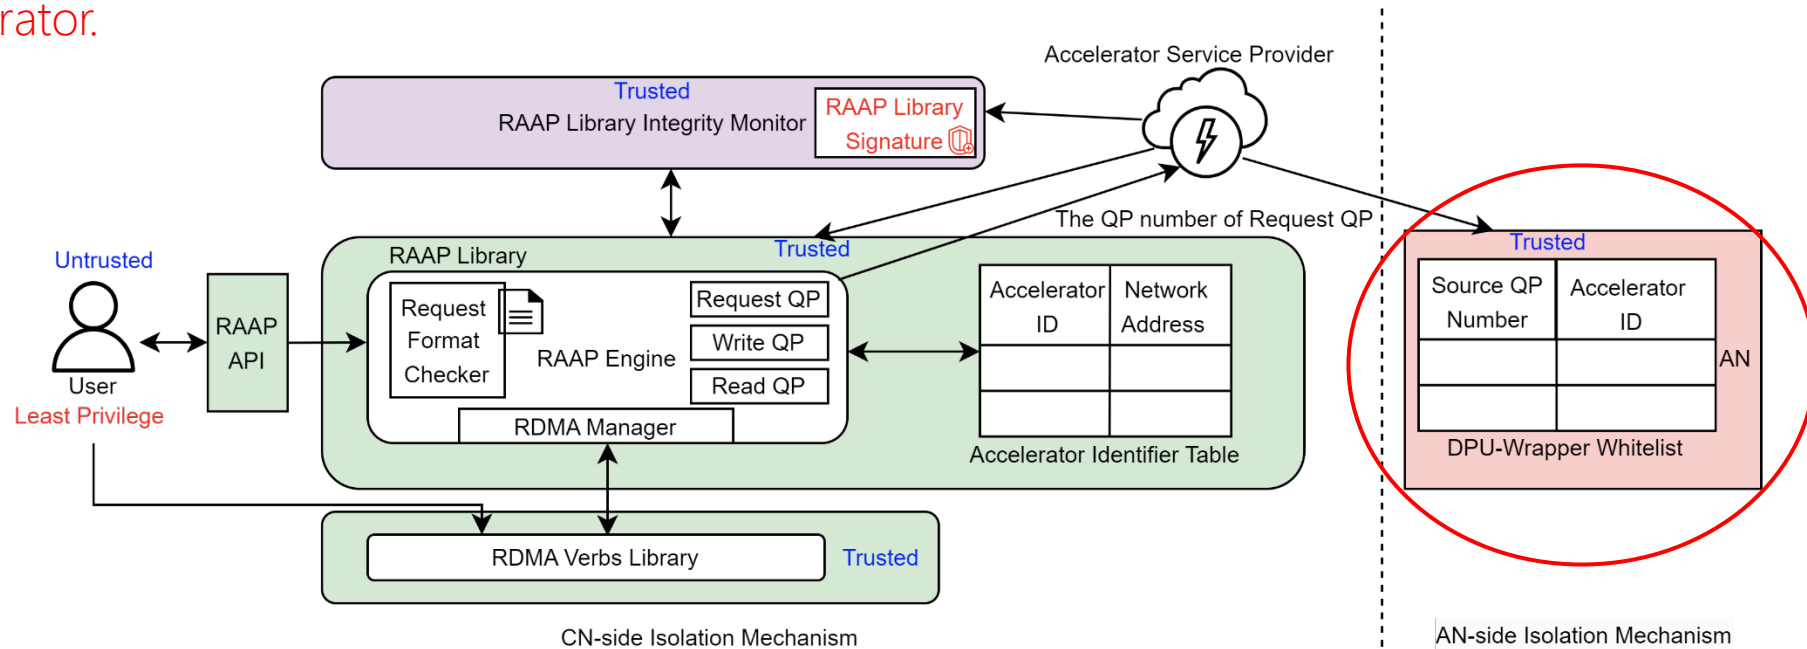 rator.
Accelerator Service Provider
Trusted
RAAP Library Integrity Monitor
RAAP Library
Signature
The QP number of Request QP
Untrusted
User
Least Privilege
RAAP
API
RAAP Library
Trusted
Request
Format
Checker
RAAP Engine
Request QP
Write QP
Read QP
RDMA Manager
Accelerator
ID
Network
Address
Accelerator Identifier Table
RDMA Verbs Library
Trusted
CN-side Isolation Mechanism
Trusted
Source QP
Number
Accelerator
ID
AN
DPU-Wrapper Whitelist
AN-side Isolation Mechanism